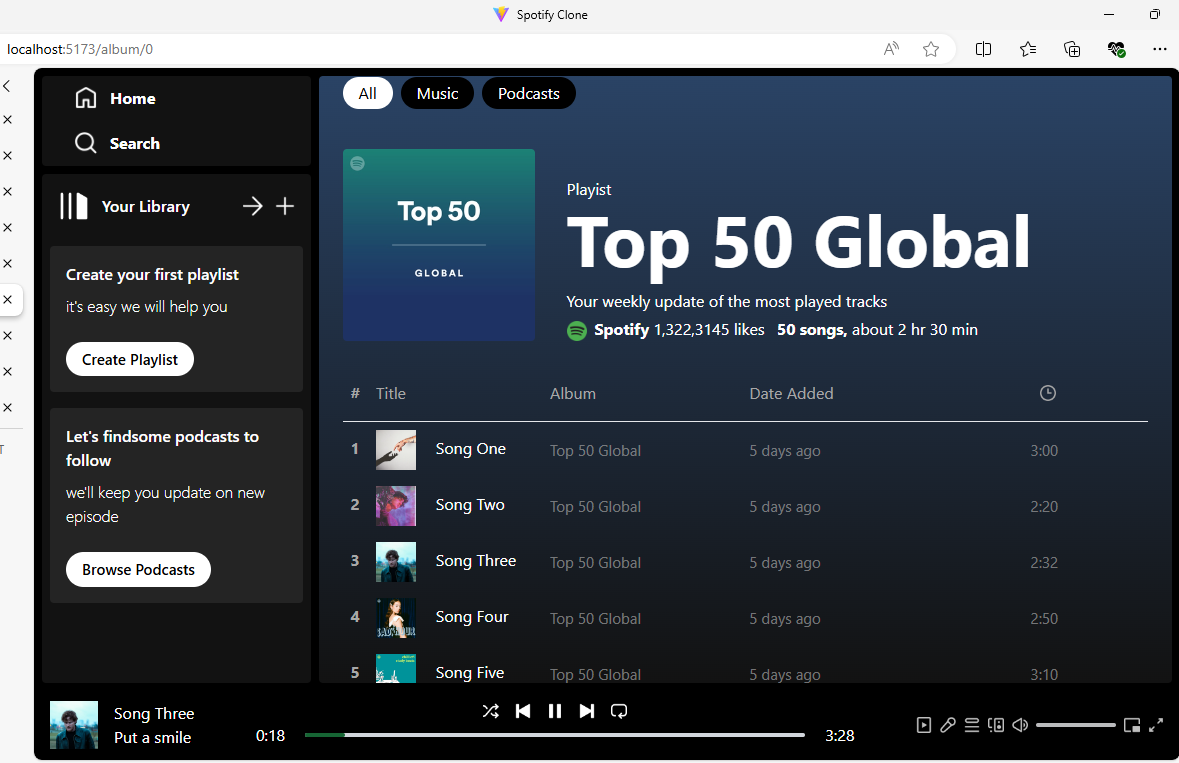 Spotify Clone
localhost:5173/album/0
Home
Search
Your Library
Create your first playlist
it's easy we will help you
Create Playlist
Let's findsome podcasts to
follow
we'll keep you update on new
episode
Browse Podcasts
All Music Podcasts
Top 50
GLOBAL
Playist
Top 50 Global
Your weekly update of the most played tracks
Spotify 1,322,3145 likes 50 songs, about 2 hr 30 min
# Title Album Date Added
1 Song One Top 50 Global 5 days ago 3:00
2 Song Two Top 50 Global 5 days ago 2:20
3 Song Three Top 50 Global 5 days ago 2:32
4 Song Four Top 50 Global 5 days ago 2:50
5 Song Five Top 50 Global 5 days ago 3:10
Song Three
Put a smile
0:18 3:28